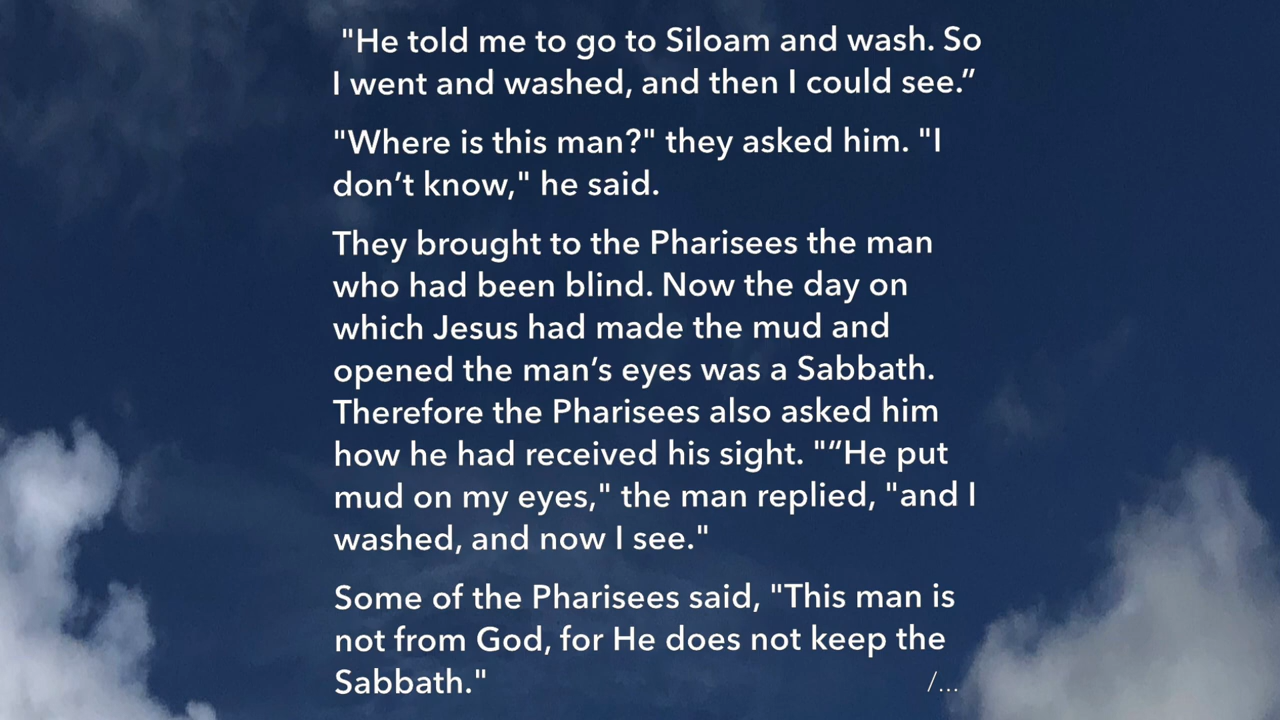 "He told me to go to Siloam and wash. So
I went and washed, and then I could see.”
"Where is this man?" they asked him. "I
don’t know," he said.
They brought to the Pharisees the man
who had been blind. Now the day on
which Jesus had made the mud and
opened the man’s eyes was a Sabbath.
Therefore the Pharisees also asked him
how he had received his sight. "“He put
mud on my eyes," the man replied, "and I
washed, and now I see."
Some of the Pharisees said, "This man is
not from God, for He does not keep the
Sabbath."
/...